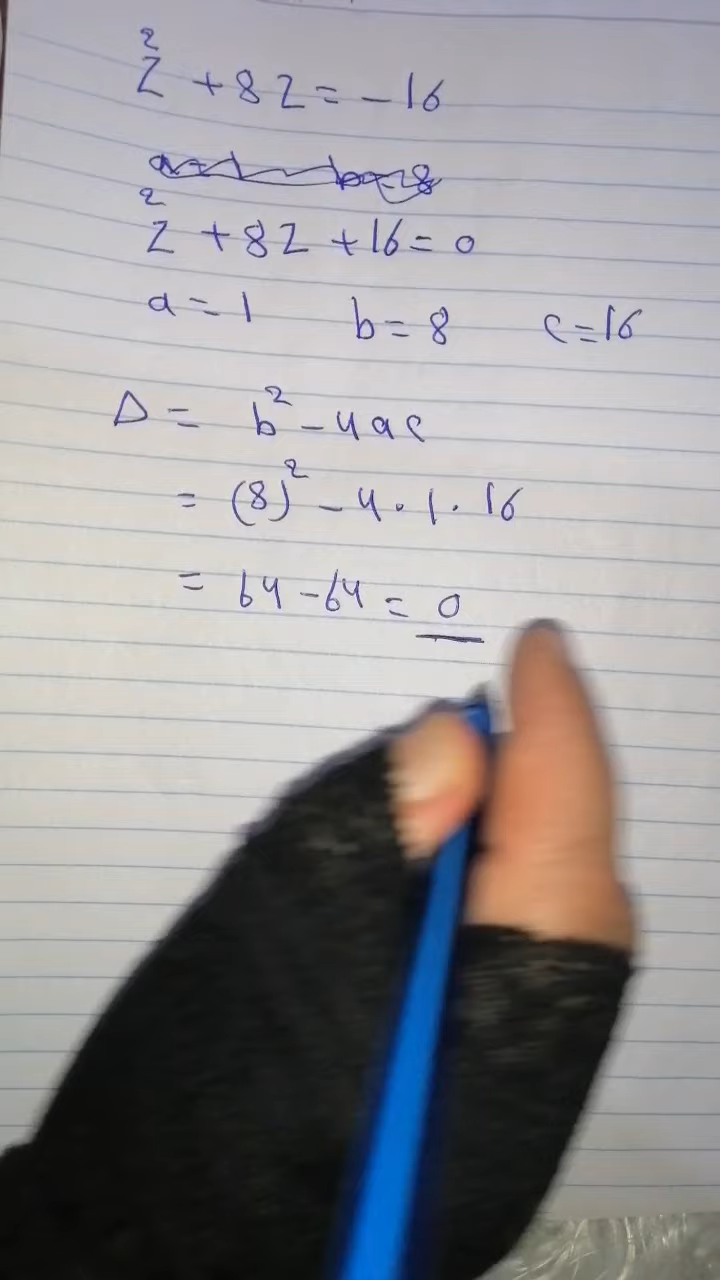 z² + 8z = -16
z² + 8z + 16 = 0
a = 1 b = 8 c = 16
Δ = b² - 4ac
= (8)² - 4 · 1 · 16
= 64 - 64 = 0